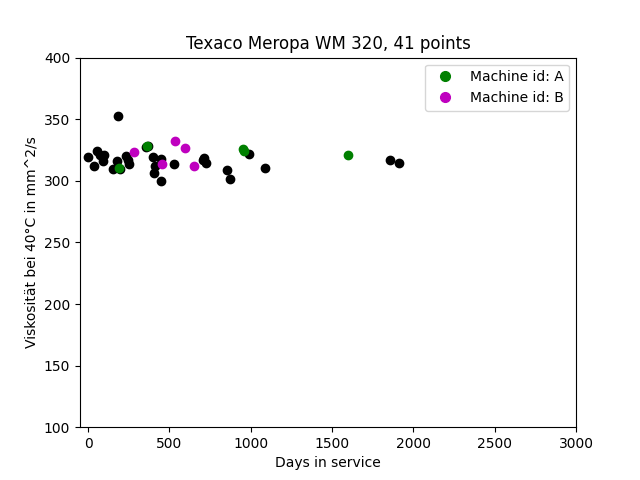 Texaco Meropa WM 320, 41 points
400
350
300
250
200
150
100
Viskosität bei 40°C in mm^2/s
Machine id: A
Machine id: B
0 500 1000 1500 2000 2500 3000
Days in service